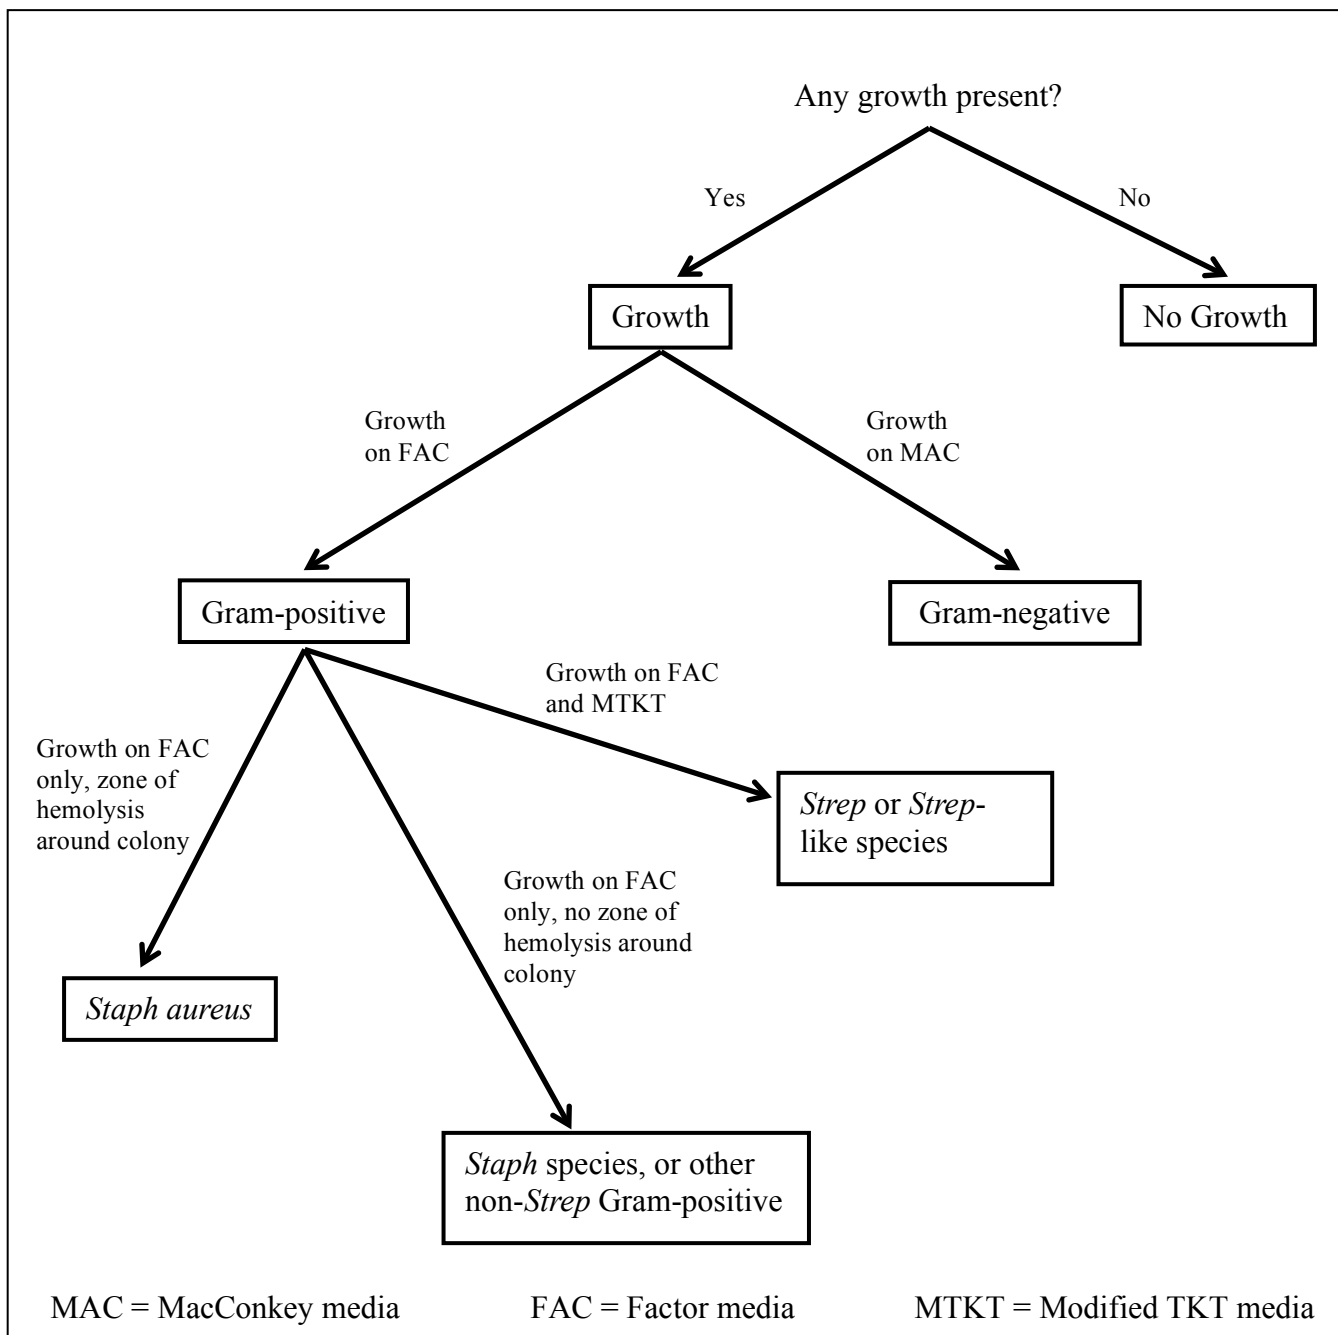 Any growth present?
Yes
No
Growth
No Growth
Growth
on FAC
Growth
on MAC
Gram-positive
Gram-negative
Growth on FAC
and MTKT
Growth on FAC
only, zone of
hemolysis
around colony
Strep or Strep-
like species
Growth on FAC
only, no zone of
hemolysis around
colony
Staph aureus
Staph species, or other
non-Strep Gram-positive
MAC = MacConkey media
FAC = Factor media
MTKT = Modified TKT media